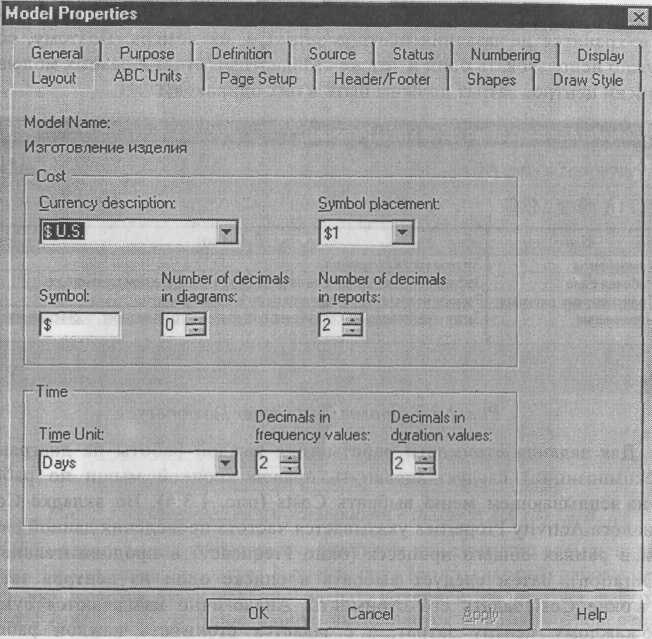 Model Properties
General Purpose Definition Source Status Numbering Display
Layout ABC Units Page Setup Header/Footer Shapes Draw Style
Model Name:
Изготовление изделия
Cost
Currency description: Symbol placement:
$ U.S. $1
Symbol: Number of decimals in diagrams: Number of decimals in reports:
$ 0 2
Time
Time Unit: Decimals in frequency values: Decimals in duration values:
Days 2 2
OK Cancel Apply Help